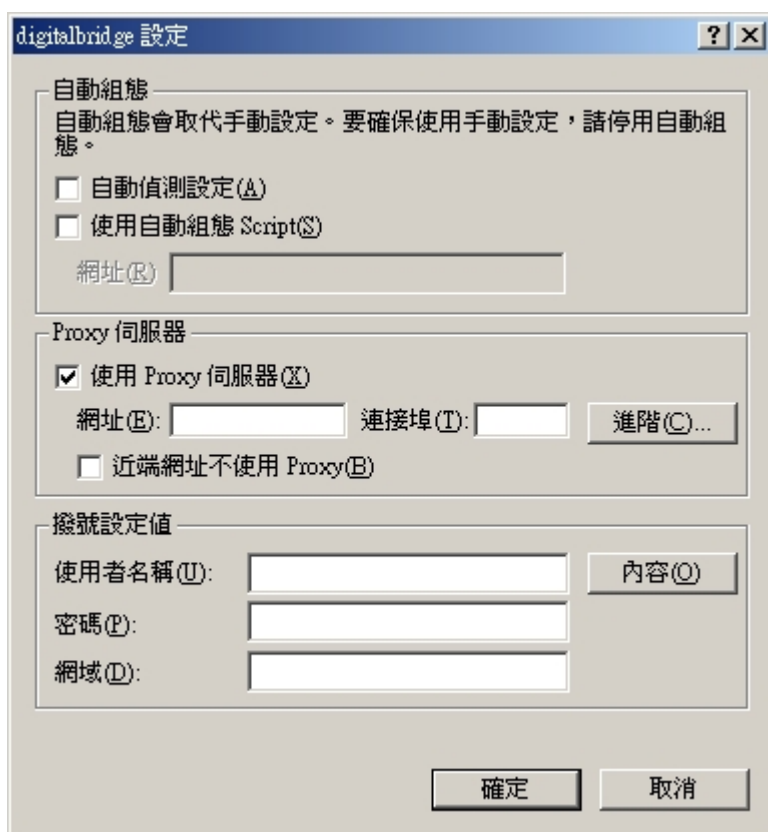 digitalbridge 設定
自動組態
自動組態會取代手動設定。要確保使用手動設定，請停用自動組
態。
自動偵測設定(A)
使用自動組態 Script(S)
網址(R)
Proxy 伺服器
使用 Proxy 伺服器(X)
網址(E): 連接埠(T): 進階(C)...
近端網址不使用 Proxy(B)
撥號設定值
使用者名稱(U): 內容(O)
密碼(P):
網域(D):
確定 取消